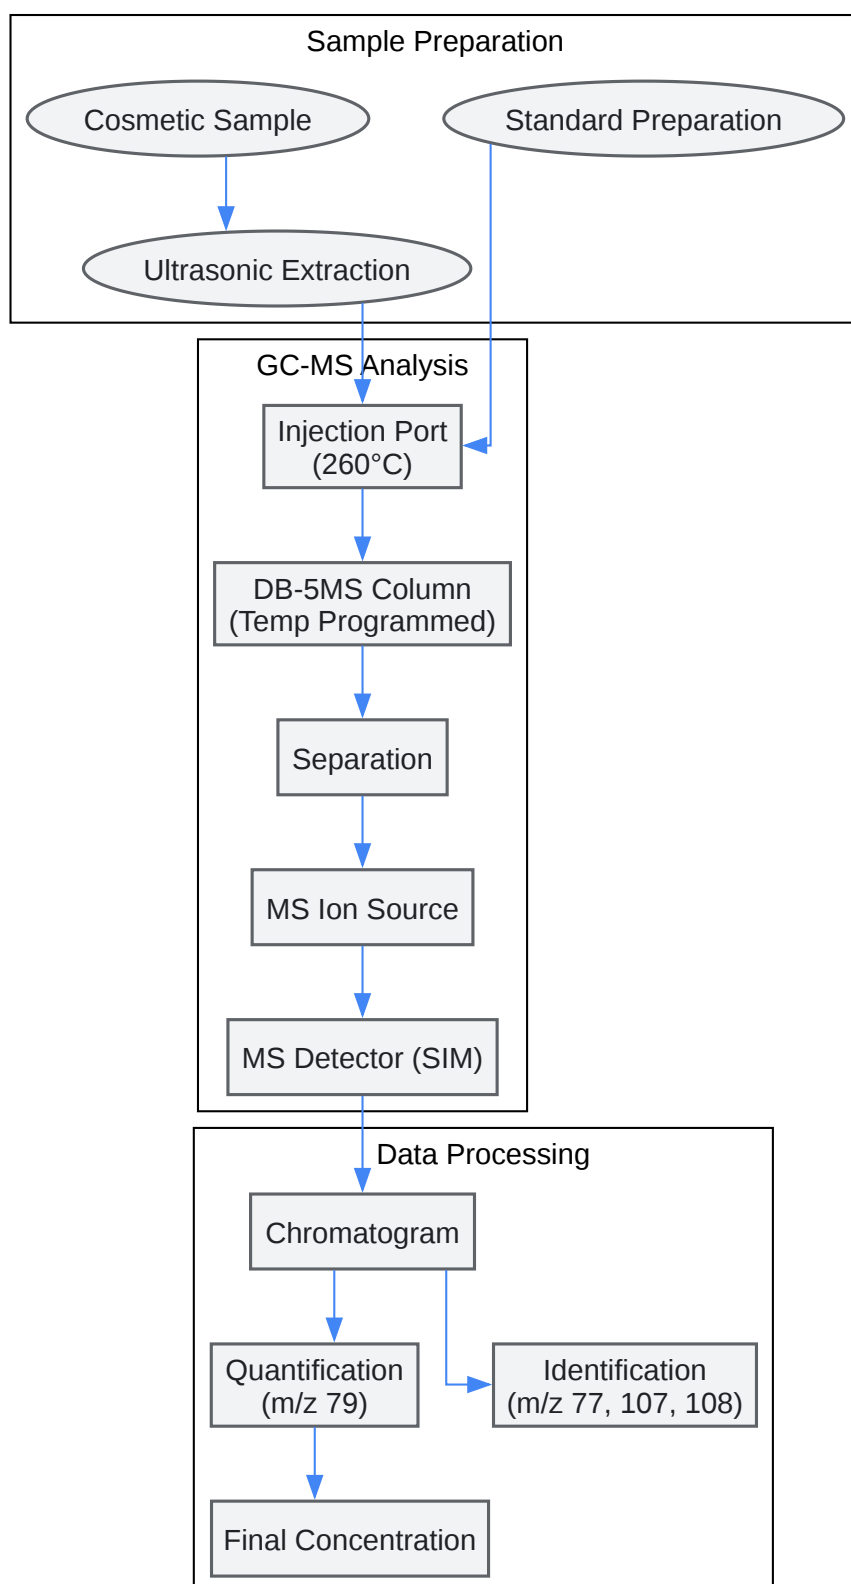 Sample Preparation
Cosmetic Sample
Standard Preparation
Ultrasonic Extraction
GC-MS Analysis
Injection Port
(260°C)
DB-5MS Column
(Temp Programmed)
Separation
MS Ion Source
MS Detector (SIM)
Data Processing
Chromatogram
Quantification
(m/z 79)
Identification
(m/z 77, 107, 108)
Final Concentration